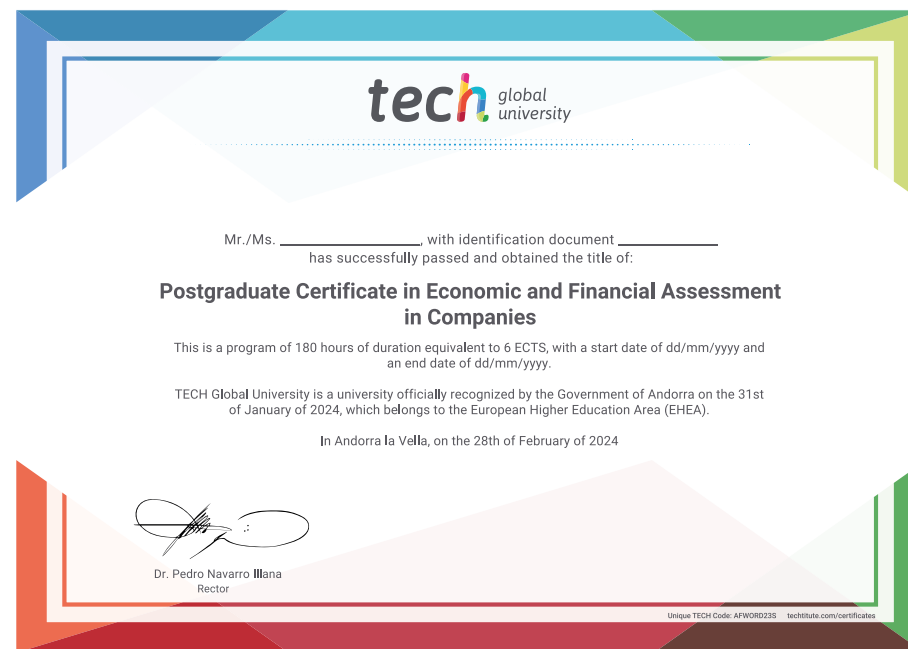 tech global university
Mr./Ms. ____________________, with identification document ______________
has successfully passed and obtained the title of:
Postgraduate Certificate in Economic and Financial Assessment
in Companies
This is a program of 180 hours of duration equivalent to 6 ECTS, with a start date of dd/mm/yyyy and
an end date of dd/mm/yyyy.
TECH Global University is a university officially recognized by the Government of Andorra on the 31st
of January of 2024, which belongs to the European Higher Education Area (EHEA).
In Andorra la Vella, on the 28th of February of 2024
Dr. Pedro Navarro Illana
Rector
Unique TECH Code: AFWORD23S techtitute.com/certificates